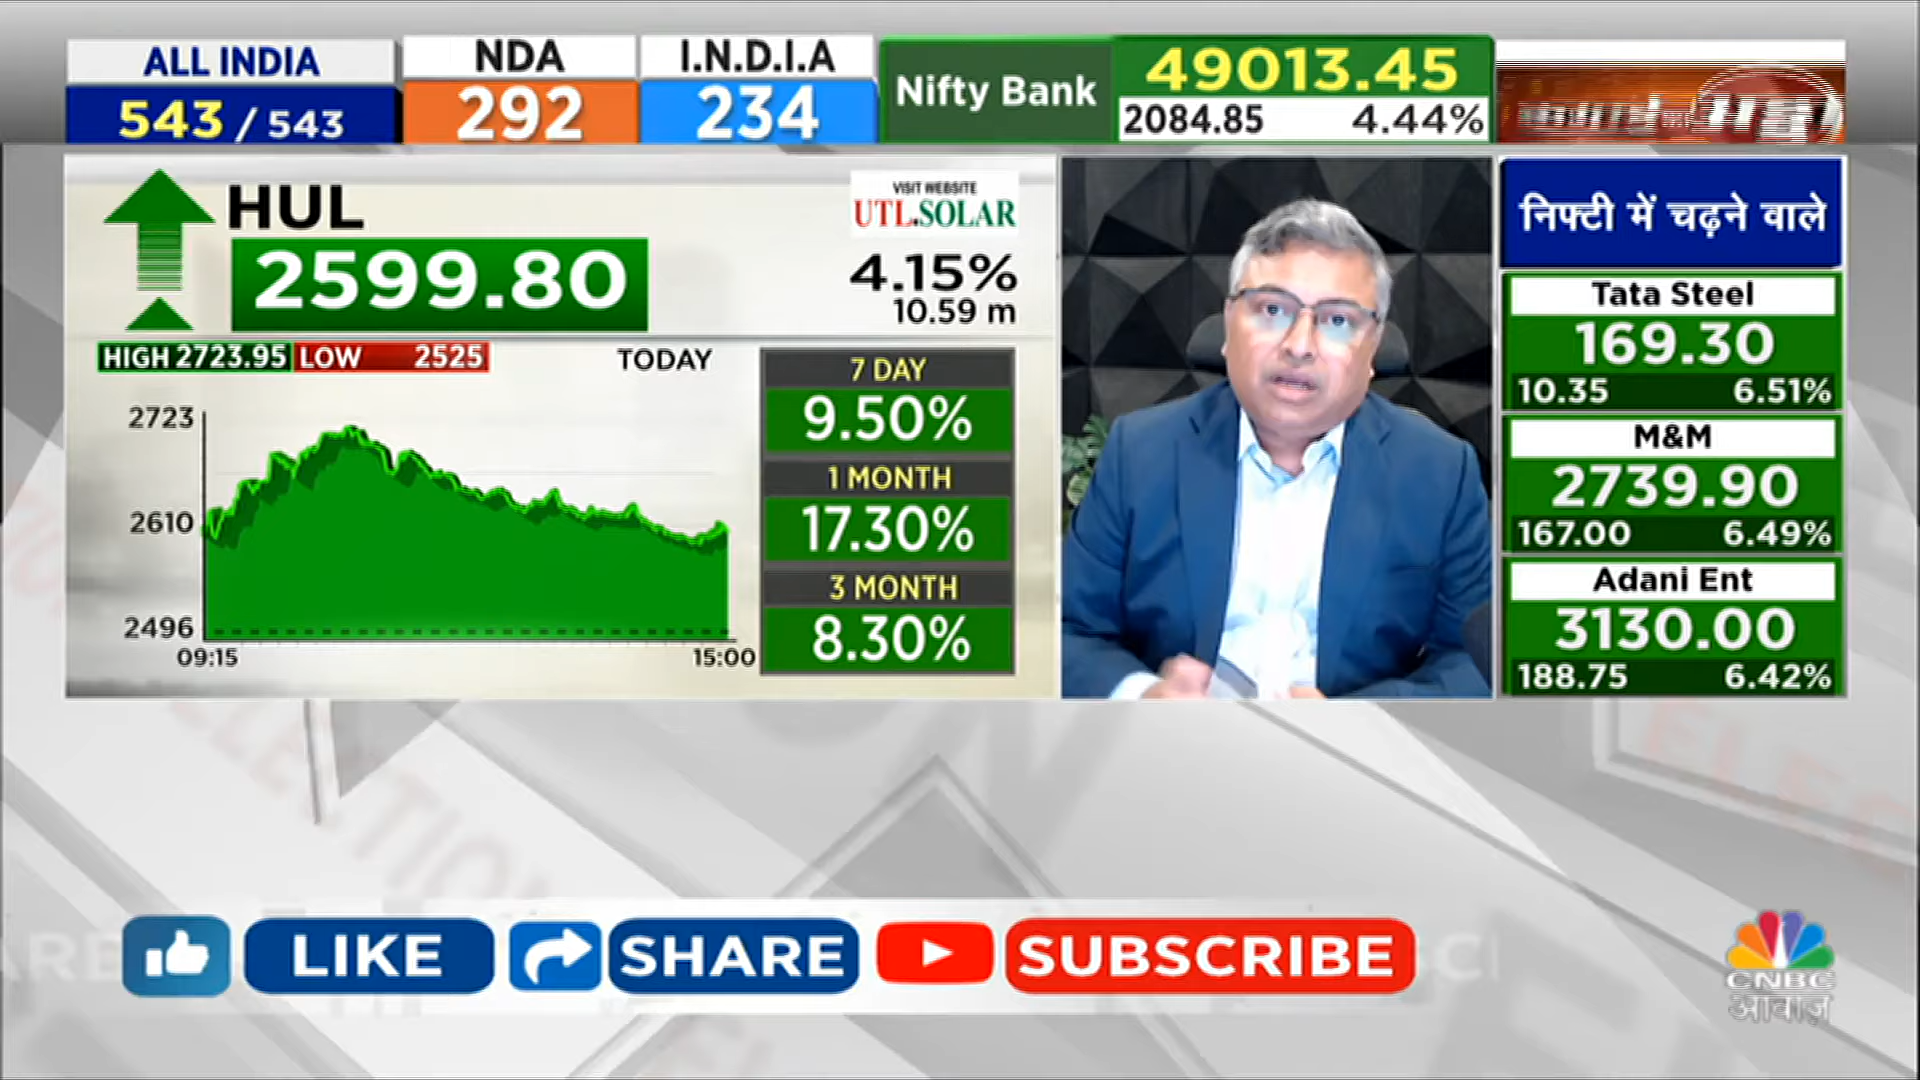 ALL INDIA
543 / 543
NDA
292
I.N.D.I.A
234
Nifty Bank
49013.45
2084.85 4.44%
HUL
2599.80
VISIT WEBSITE
UTL.SOLAR
4.15%
10.59 m
HIGH 2723.95 LOW 2525
TODAY
2723
2610
2496
09:15 15:00
7 DAY
9.50%
1 MONTH
17.30%
3 MONTH
8.30%
निफ्टी में चढ़ने वाले
Tata Steel
169.30
10.35 6.51%
M&M
2739.90
167.00 6.49%
Adani Ent
3130.00
188.75 6.42%
LIKE SHARE SUBSCRIBE
CNBC
आवाज़